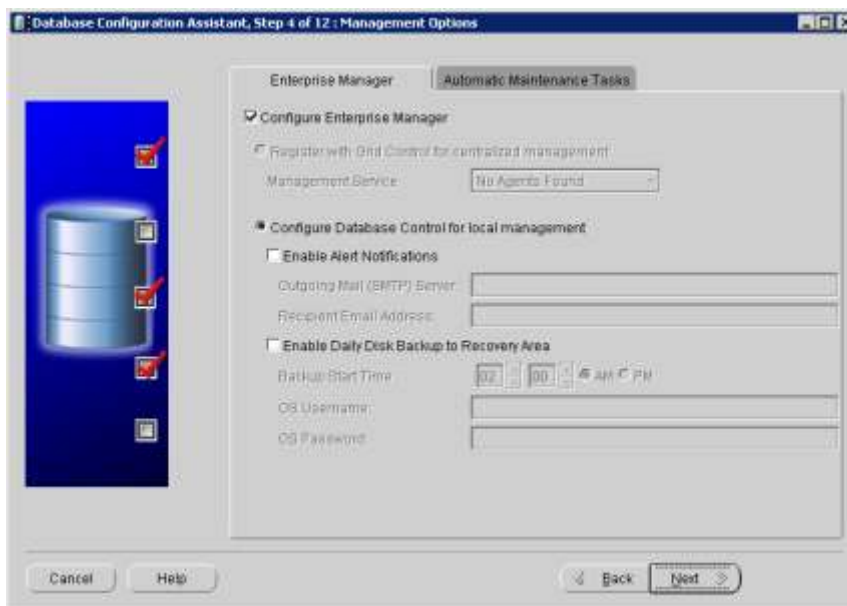 Database Configuration Assistant, Step 4 of 12 : Management Options
Enterprise Manager
Automatic Maintenance Tasks
Configure Enterprise Manager
Register with Grid Control for centralized management
Management Service
No Agents Found
Configure Database Control for local management
Enable Alert Notifications
Outgoing Mail (SMTP) Server:
Recipient Email Address:
Enable Daily Disk Backup to Recovery Area
Backup Start Time
02 00 AM PM
OS Username:
OS Password:
Cancel Help Back Next